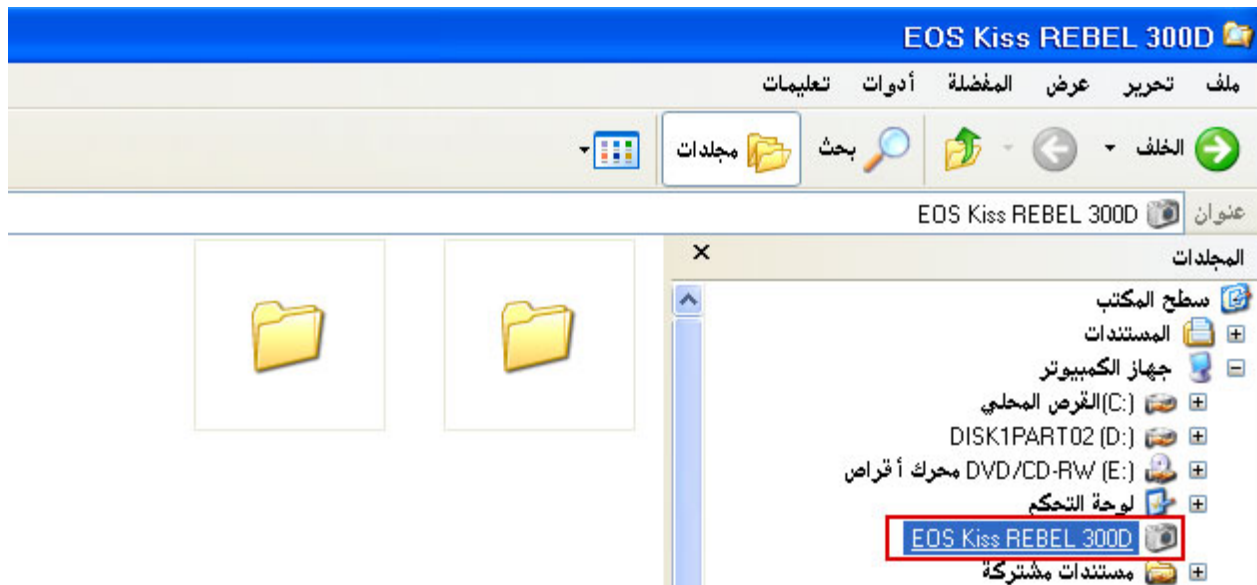 EOS Kiss REBEL 300D
ملف تحرير عرض المفضلة أدوات تعليمات
الخلف بحث مجلدات
عنوان EOS Kiss REBEL 300D
المجلدات
سطح المكتب
المستندات
جهاز الكمبيوتر
القرص المحلي(C:)
DISK1PART02 (D:)
محرك أقراص DVD/CD-RW (E:)
لوحة التحكم
EOS Kiss REBEL 300D
مستندات مشتركة